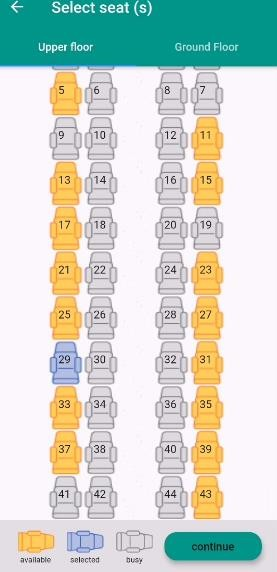 Select seat (s)
Upper floor Ground Floor
5 6 8 7
9 10 12 11
13 14 16 15
17 18 20 19
21 22 24 23
25 26 28 27
29 30 32 31
33 34 36 35
37 38 40 39
41 42 44 43
available selected busy continue